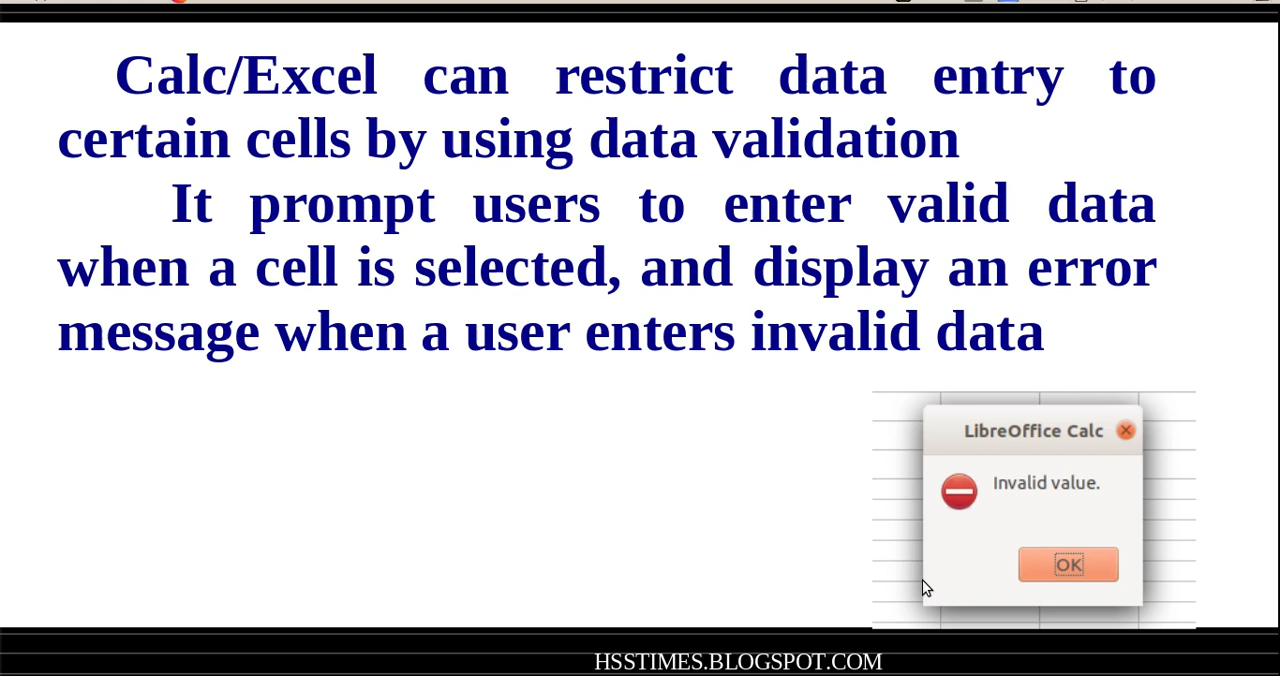 Calc/Excel can restrict data entry to
certain cells by using data validation
It prompt users to enter valid data
when a cell is selected, and display an error
message when a user enters invalid data
LibreOffice Calc
Invalid value.
OK
HSSTIMES.BLOGSPOT.COM